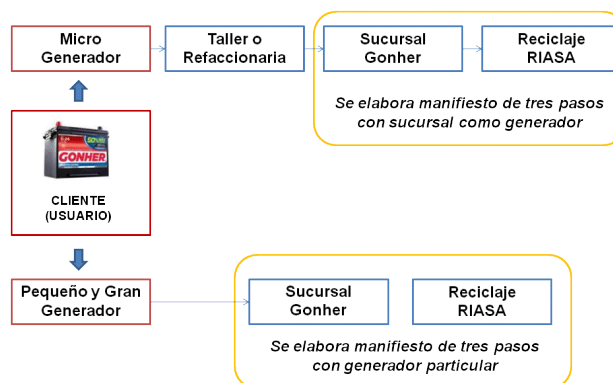 Micro
Generador
Taller o
Refaccionaria
Sucursal
Gonher
Reciclaje
RIASA
Se elabora manifiesto de tres pasos
con sucursal como generador
GONHER
CLIENTE
(USUARIO)
Pequeño y Gran
Generador
Sucursal
Gonher
Reciclaje
RIASA
Se elabora manifiesto de tres pasos
con generador particular